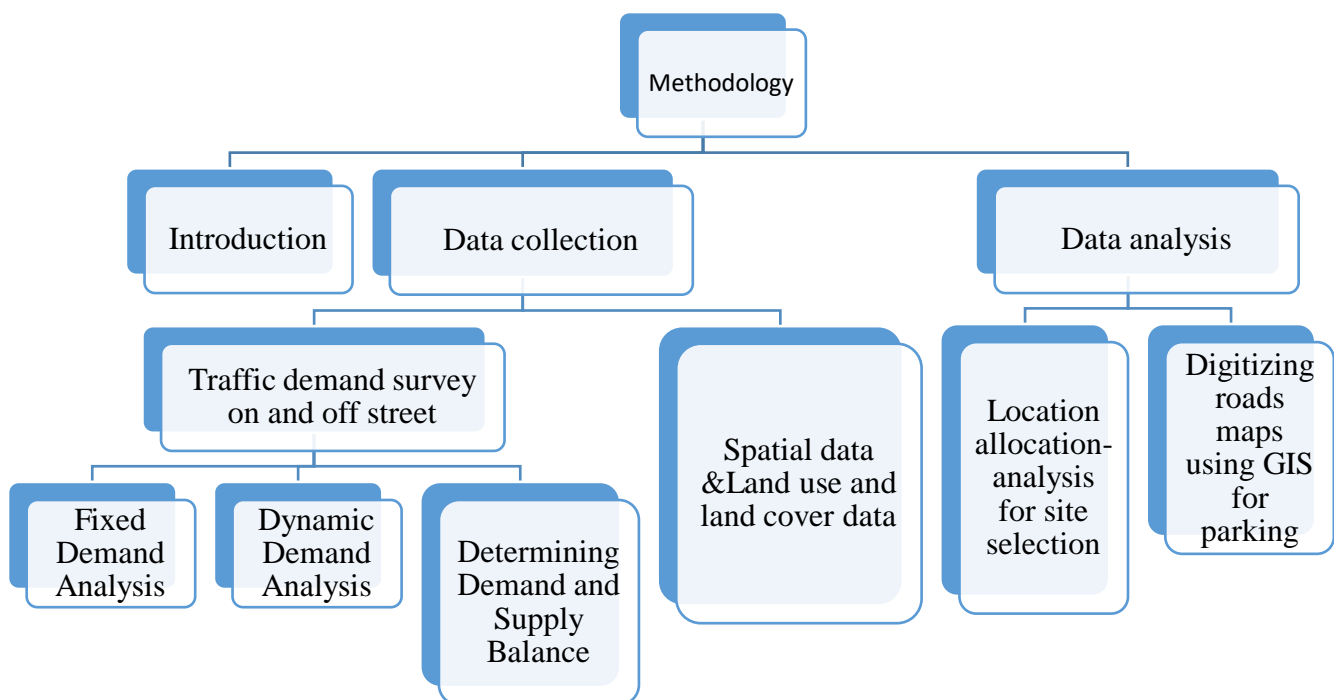 Methodology
Introduction
Data collection
Data analysis
Traffic demand survey
on and off street
Spatial data
&Land use and
land cover data
Location
allocation-
analysis
for site
selection
Digitizing
roads
maps
using GIS
for
parking
Fixed
Demand
Analysis
Dynamic
Demand
Analysis
Determining
Demand and
Supply
Balance